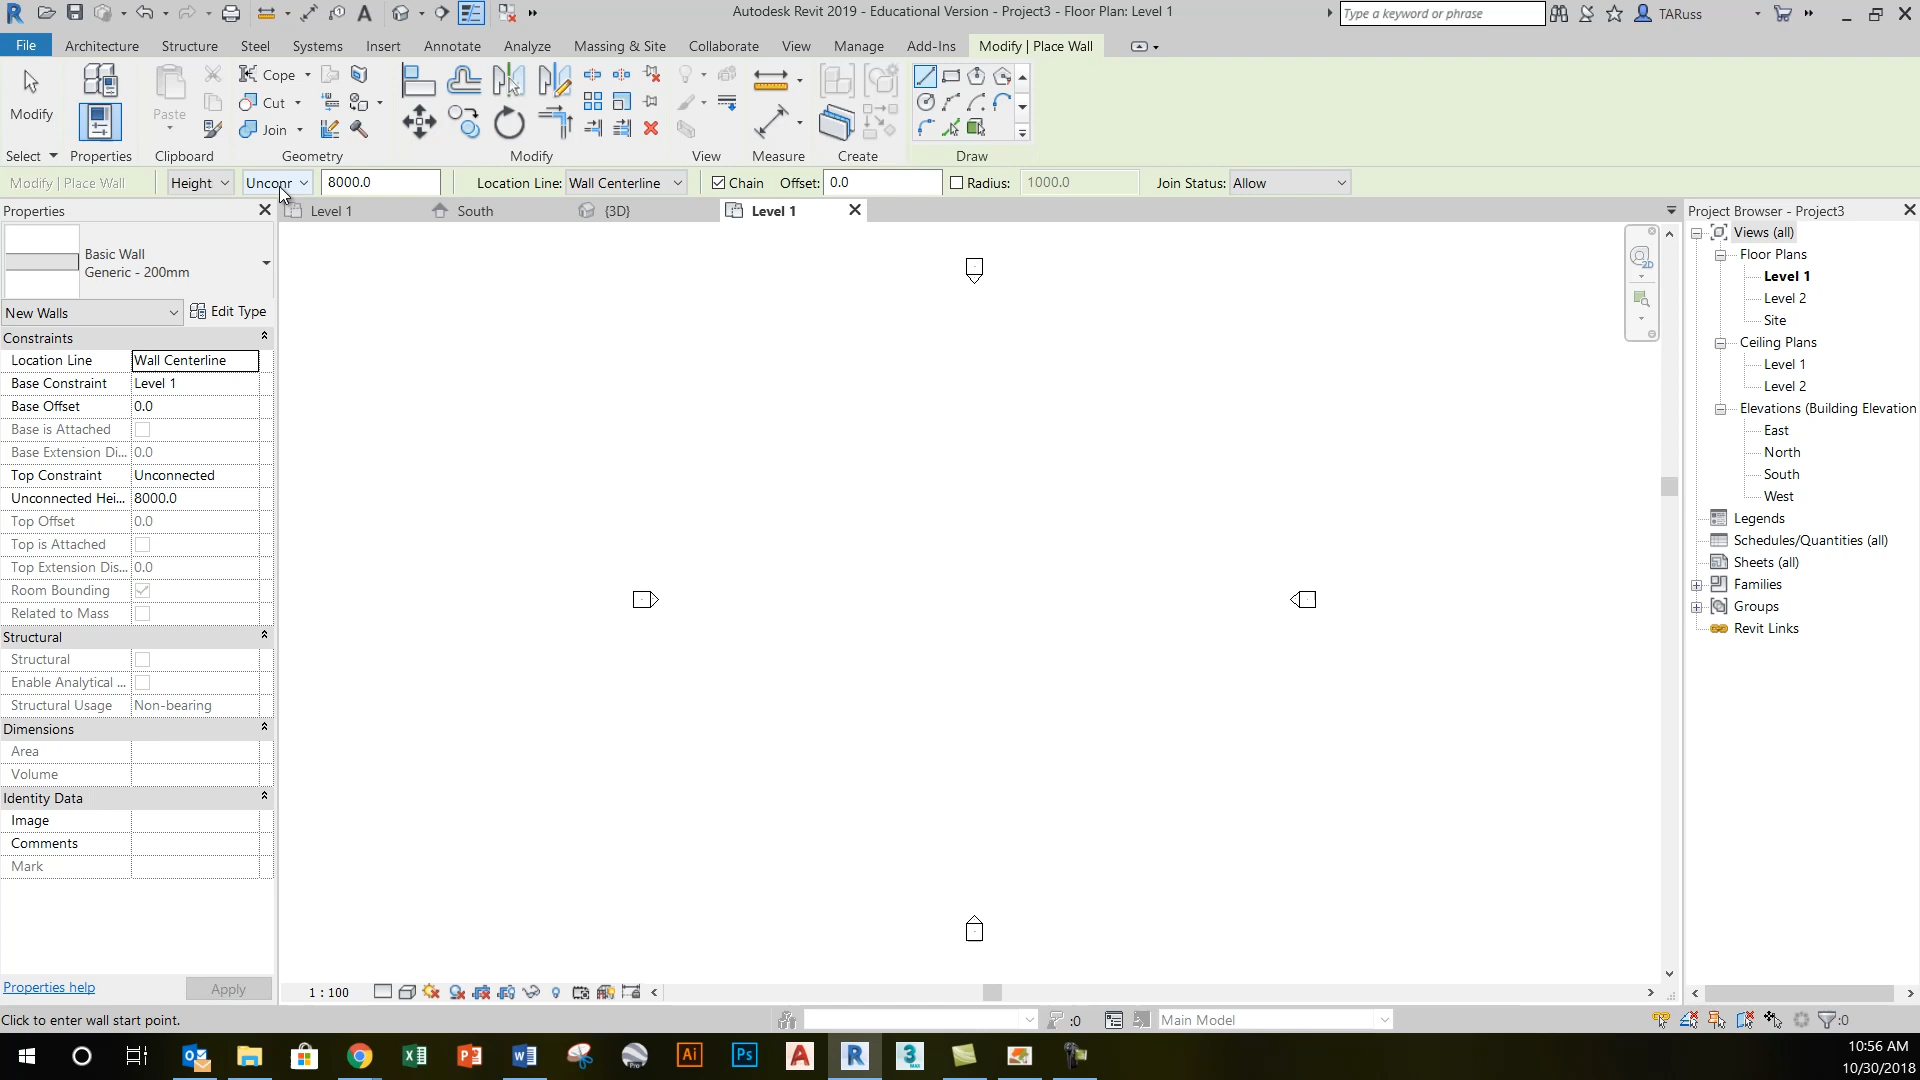 Autodesk Revit 2019 - Educational Version - Project3 - Floor Plan: Level 1
Type a keyword or phrase
TARuss
File Architecture Structure Steel Systems Insert Annotate Analyze Massing & Site Collaborate View Manage Add-Ins Modify | Place Wall
Modify
Paste
Cope
Cut
Join
Select Properties Clipboard Geometry Modify View Measure Create Draw
Modify | Place Wall Height Unconr 8000.0 Location Line: Wall Centerline Chain Offset: 0.0 Radius: 1000.0 Join Status: Allow
Properties
Level 1 South {3D} Level 1
Project Browser - Project3
Basic Wall
Generic - 200mm
New Walls Edit Type
Constraints
Location Line Wall Centerline
Base Constraint Level 1
Base Offset 0.0
Base is Attached
Base Extension Di... 0.0
Top Constraint Unconnected
Unconnected Hei... 8000.0
Top Offset 0.0
Top is Attached
Top Extension Dis... 0.0
Room Bounding
Related to Mass
Structural
Structural
Enable Analytical ...
Structural Usage Non-bearing
Dimensions
Area
Volume
Identity Data
Image
Comments
Mark
Properties help Apply
2D
Views (all)
Floor Plans
Level 1
Level 2
Site
Ceiling Plans
Level 1
Level 2
Elevations (Building Elevation
East
North
South
West
Legends
Schedules/Quantities (all)
Sheets (all)
Families
Groups
Revit Links
1 : 100
Click to enter wall start point. :0 Main Model :0
10:56 AM
10/30/2018